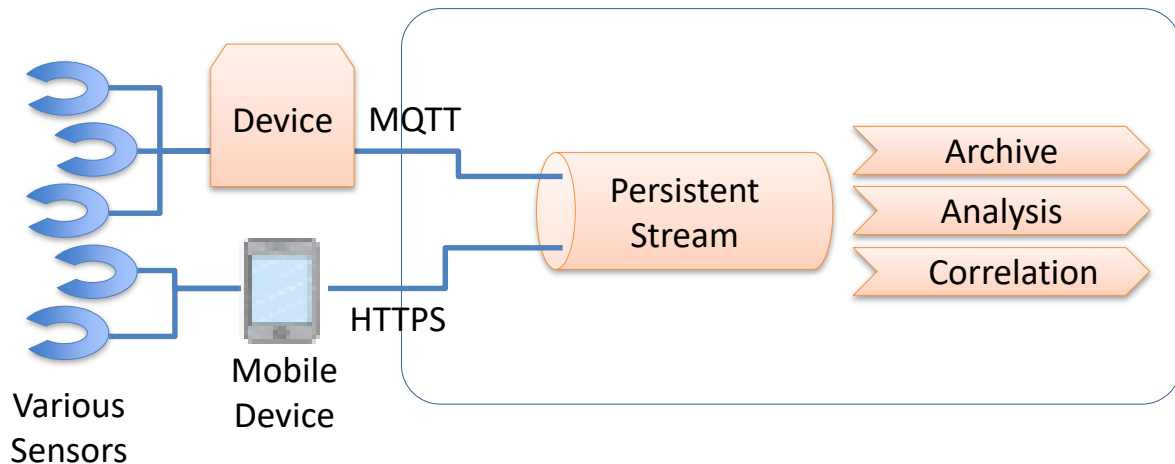 Device
MQTT
Persistent
Stream
Archive
Analysis
Correlation
HTTPS
Mobile
Device
Various
Sensors